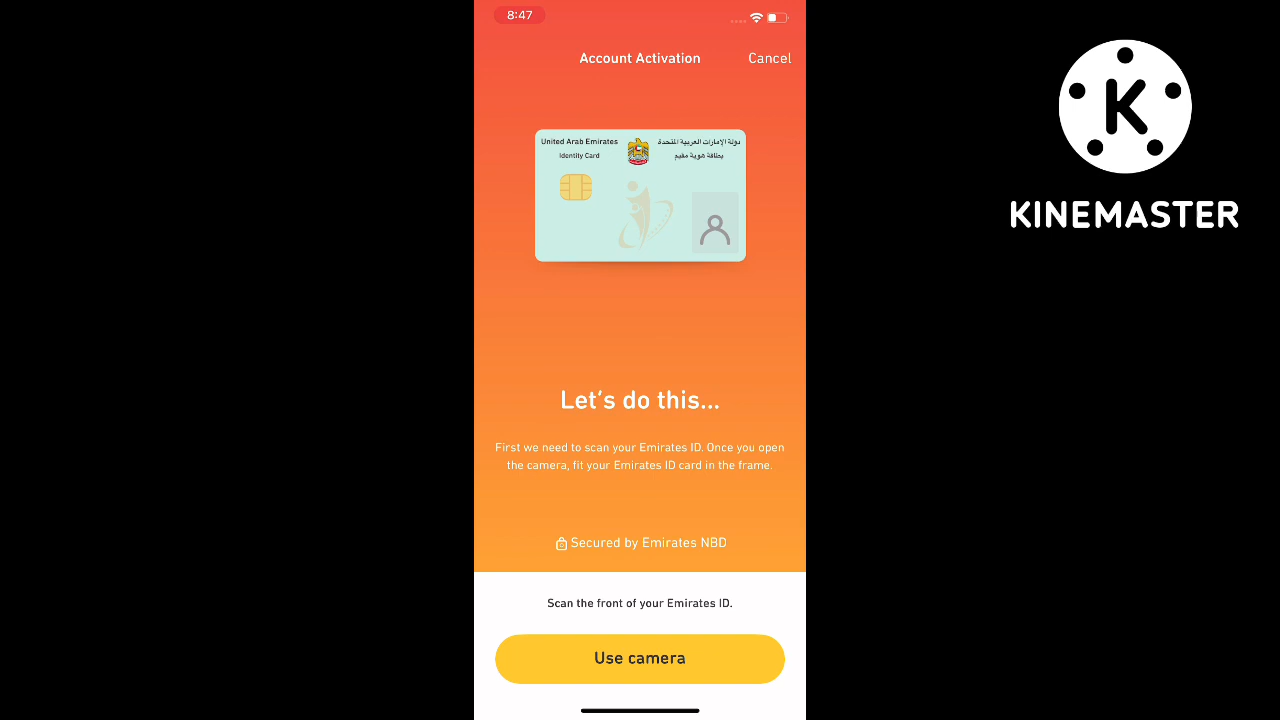 8:47
Account Activation
Cancel
United Arab Emirates
دولة الإمارات العربية المتحدة
Identity Card
بطاقة هوية مقيم
K
KINEMASTER
Let's do this...
First we need to scan your Emirates ID. Once you open
the camera, fit your Emirates ID card in the frame.
Secured by Emirates NBD
Scan the front of your Emirates ID.
Use camera